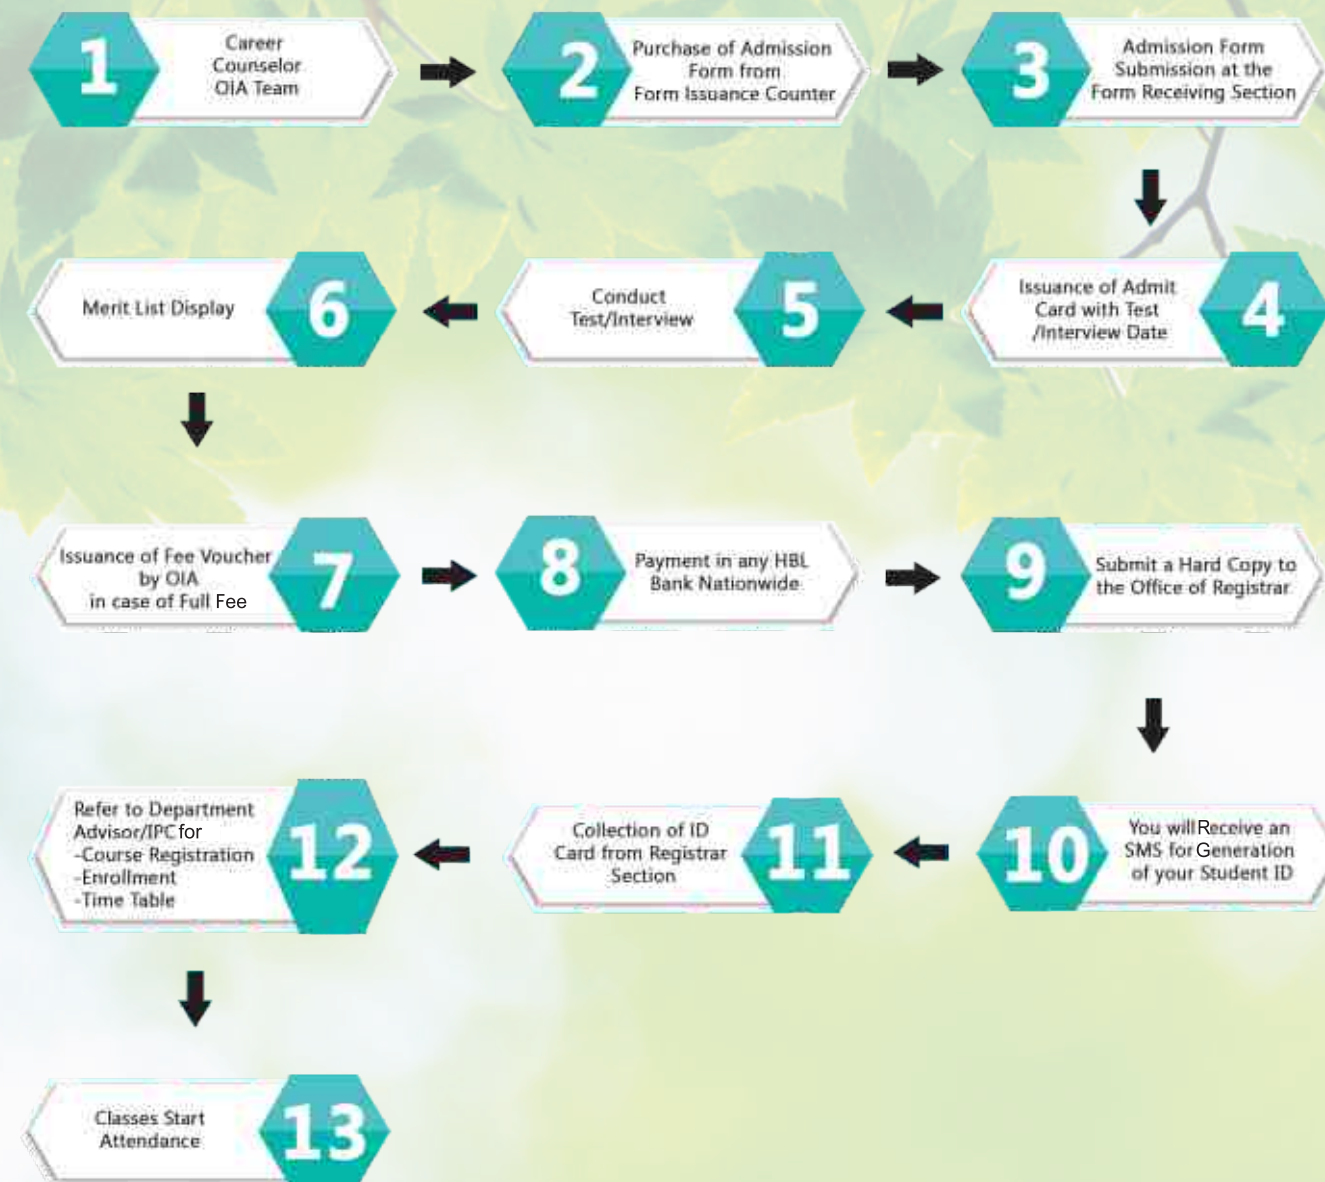 1
Career
Counselor
OIA Team
2
Purchase of Admission
Form from
Form Issuance Counter
3
Admission Form
Submission at the
Form Receiving Section
4
Issuance of Admit
Card with Test
/Interview Date
5
Conduct
Test/Interview
6
Merit List Display
7
Issuance of Fee Voucher
by OIA
in case of Full Fee
8
Payment in any HBL
Bank Nationwide
9
Submit a Hard Copy to
the Office of Registrar
10
You will Receive an
SMS for Generation
of your Student ID
11
Collection of ID
Card from Registrar
Section
12
Refer to Department
Advisor/IPC for
-Course Registration
-Enrollment
-Time Table
13
Classes Start
Attendance